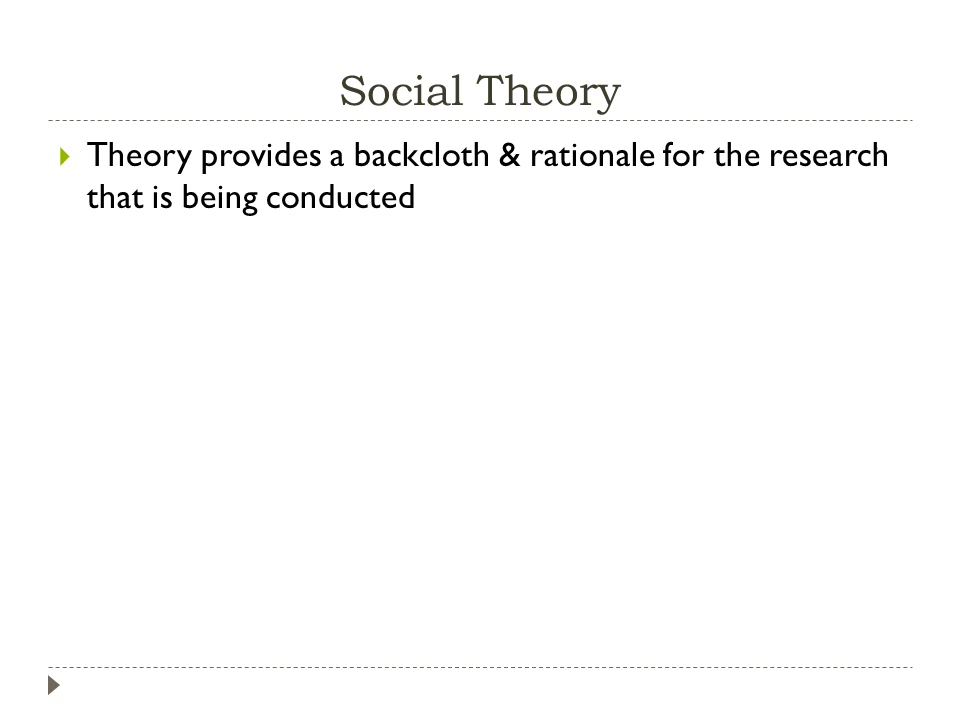 Social Theory
Theory provides a backcloth & rationale for the research
that is being conducted